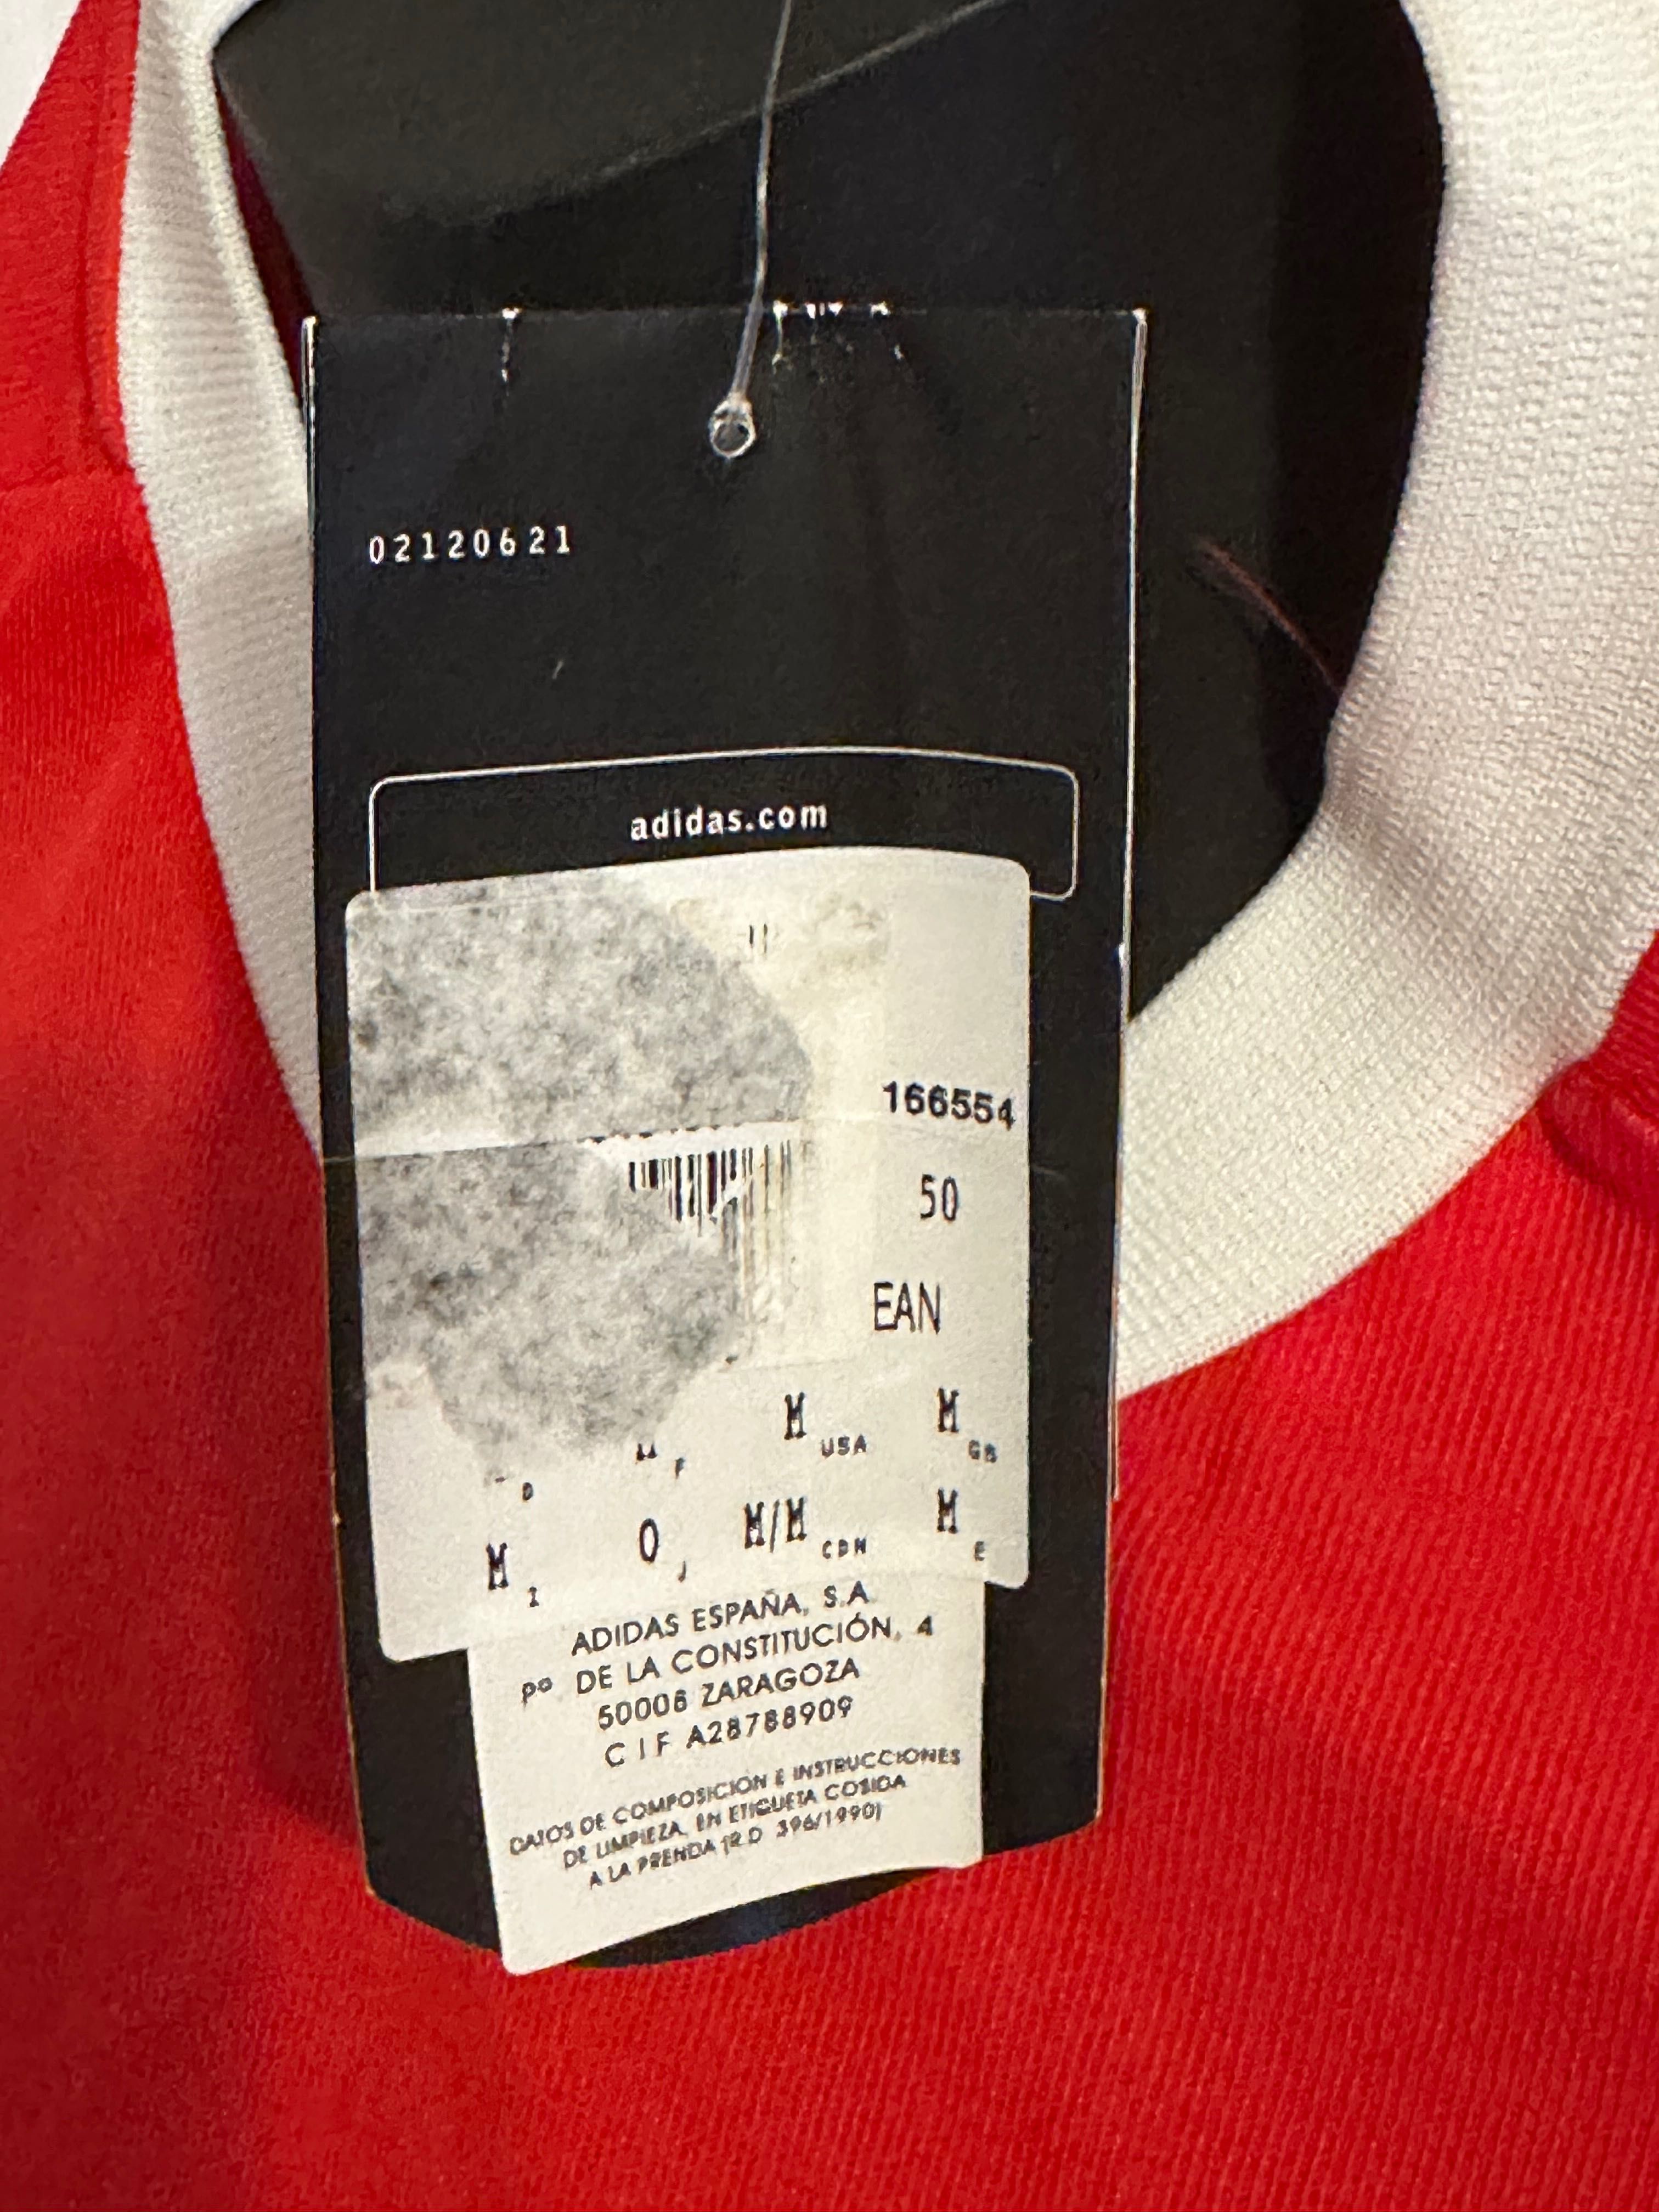 02120621
adidas.com
166554
50
EAN
M USA M GB
D F
M I O J M/M CDN M E
ADIDAS ESPAÑA, S.A.
Pº DE LA CONSTITUCIÓN, 4
50008 ZARAGOZA
C I F A28788909
DATOS DE COMPOSICION E INSTRUCCIONES
DE LIMPIEZA, EN ETIQUETA COSIDA
A LA PRENDA (R.D. 396/1990)